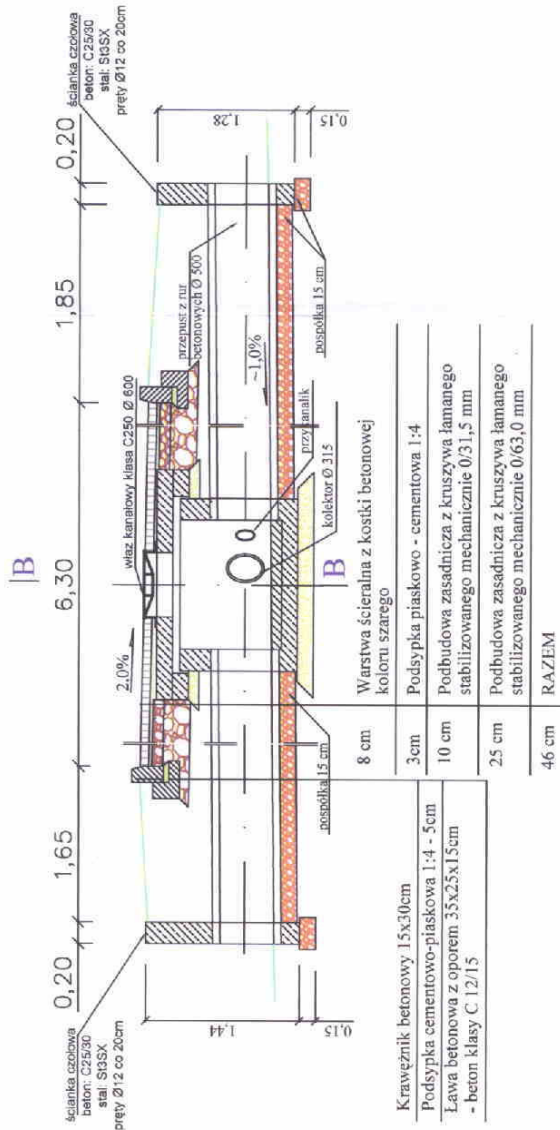 ścianka czołowa
beton: C25/30
stal: St3SX
pręty Ø12 co 20cm
ścianka czołowa
beton: C25/30
stal: St3SX
pręty Ø12 co 20cm
0,20
1,65
6,30
1,85
0,20
B
2,0%
właz kanałowy klasa C250 Ø 600
przepust z rur
betonowych Ø 500
~1,0%
1,44
0,15
1,28
0,15
pospółka 15 cm
B
kolektor Ø 315
przykanalik
pospółka 15 cm
Krawężnik betonowy 15x30cm
Podsypka cementowo-piaskowa 1:4 - 5cm
Ława betonowa z oporem 35x25x15cm
- beton klasy C 12/15
8 cm Warstwa ścieralna z kostki betonowej
koloru szarego
3cm Podsypka piaskowo - cementowa 1:4
10 cm Podbudowa zasadnicza z kruszywa łamanego
stabilizowanego mechanicznie 0/31,5 mm
25 cm Podbudowa zasadnicza z kruszywa łamanego
stabilizowanego mechanicznie 0/63,0 mm
46 cm RAZEM